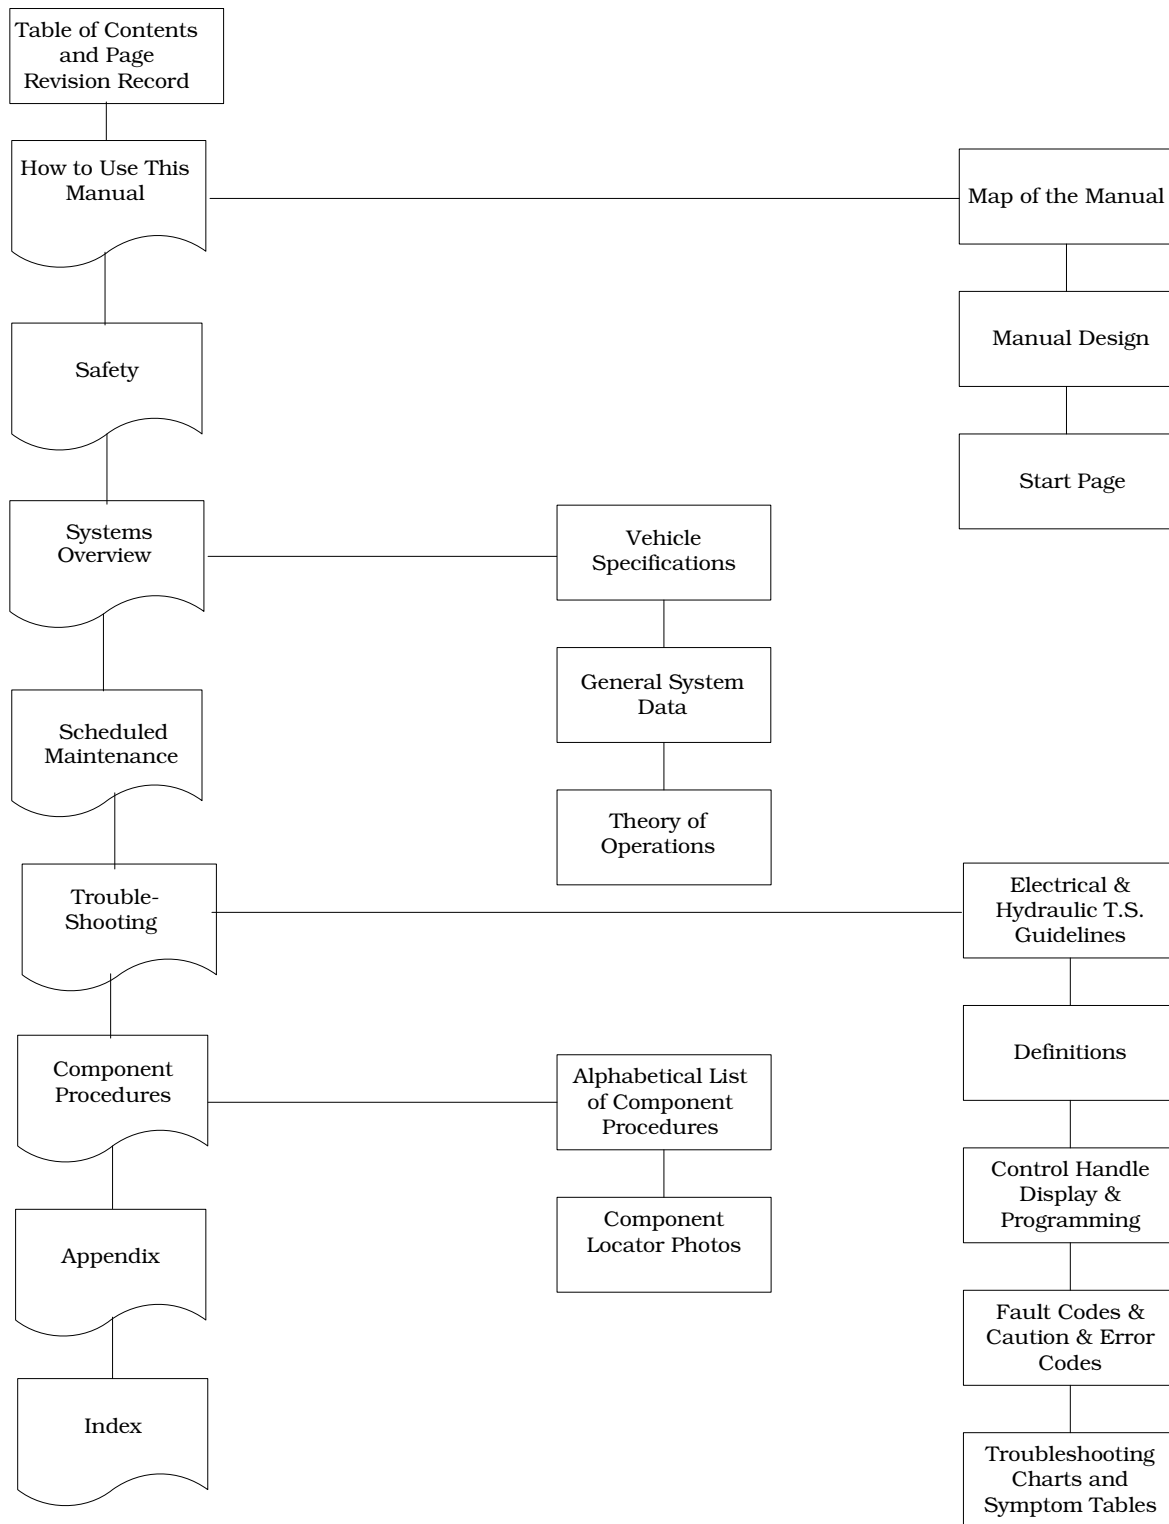 Table of Contents
and Page
Revision Record
How to Use This
Manual
Map of the Manual
Manual Design
Safety
Start Page
Systems
Overview
Vehicle
Specifications
General System
Data
Scheduled
Maintenance
Theory of
Operations
Trouble-
Shooting
Electrical &
Hydraulic T.S.
Guidelines
Definitions
Component
Procedures
Alphabetical List
of Component
Procedures
Control Handle
Display &
Programming
Component
Locator Photos
Appendix
Fault Codes &
Caution & Error
Codes
Index
Troubleshooting
Charts and
Symptom Tables